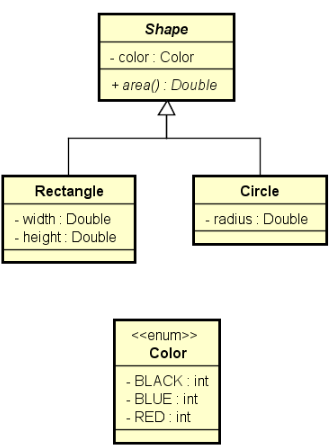 Shape
- color : Color
+ area() : Double
Rectangle
- width : Double
- height : Double
Circle
- radius : Double
<<enum>>
Color
- BLACK : int
- BLUE : int
- RED : int